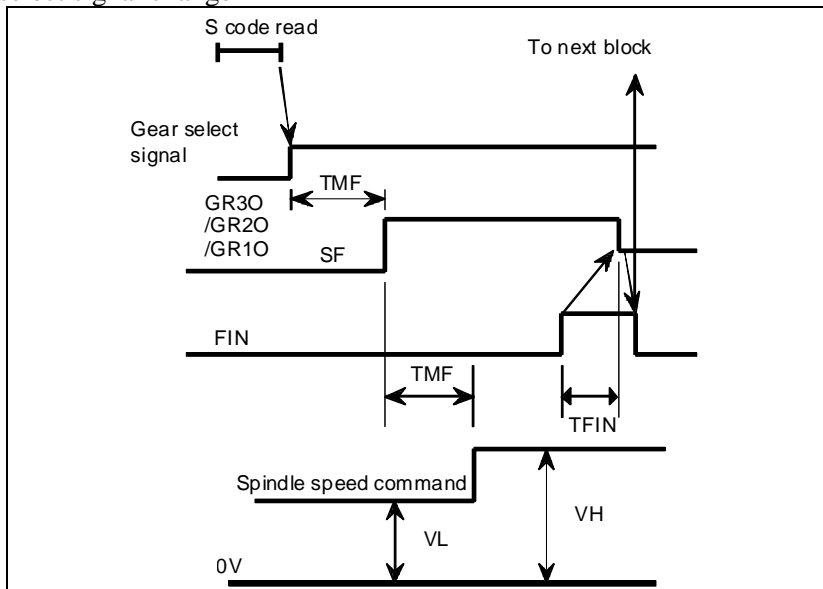 S code read
To next block
Gear select
signal
TMF
GR3O
/GR2O
/GR1O
SF
FIN
TMF
TFIN
Spindle speed command
VH
VL
0V